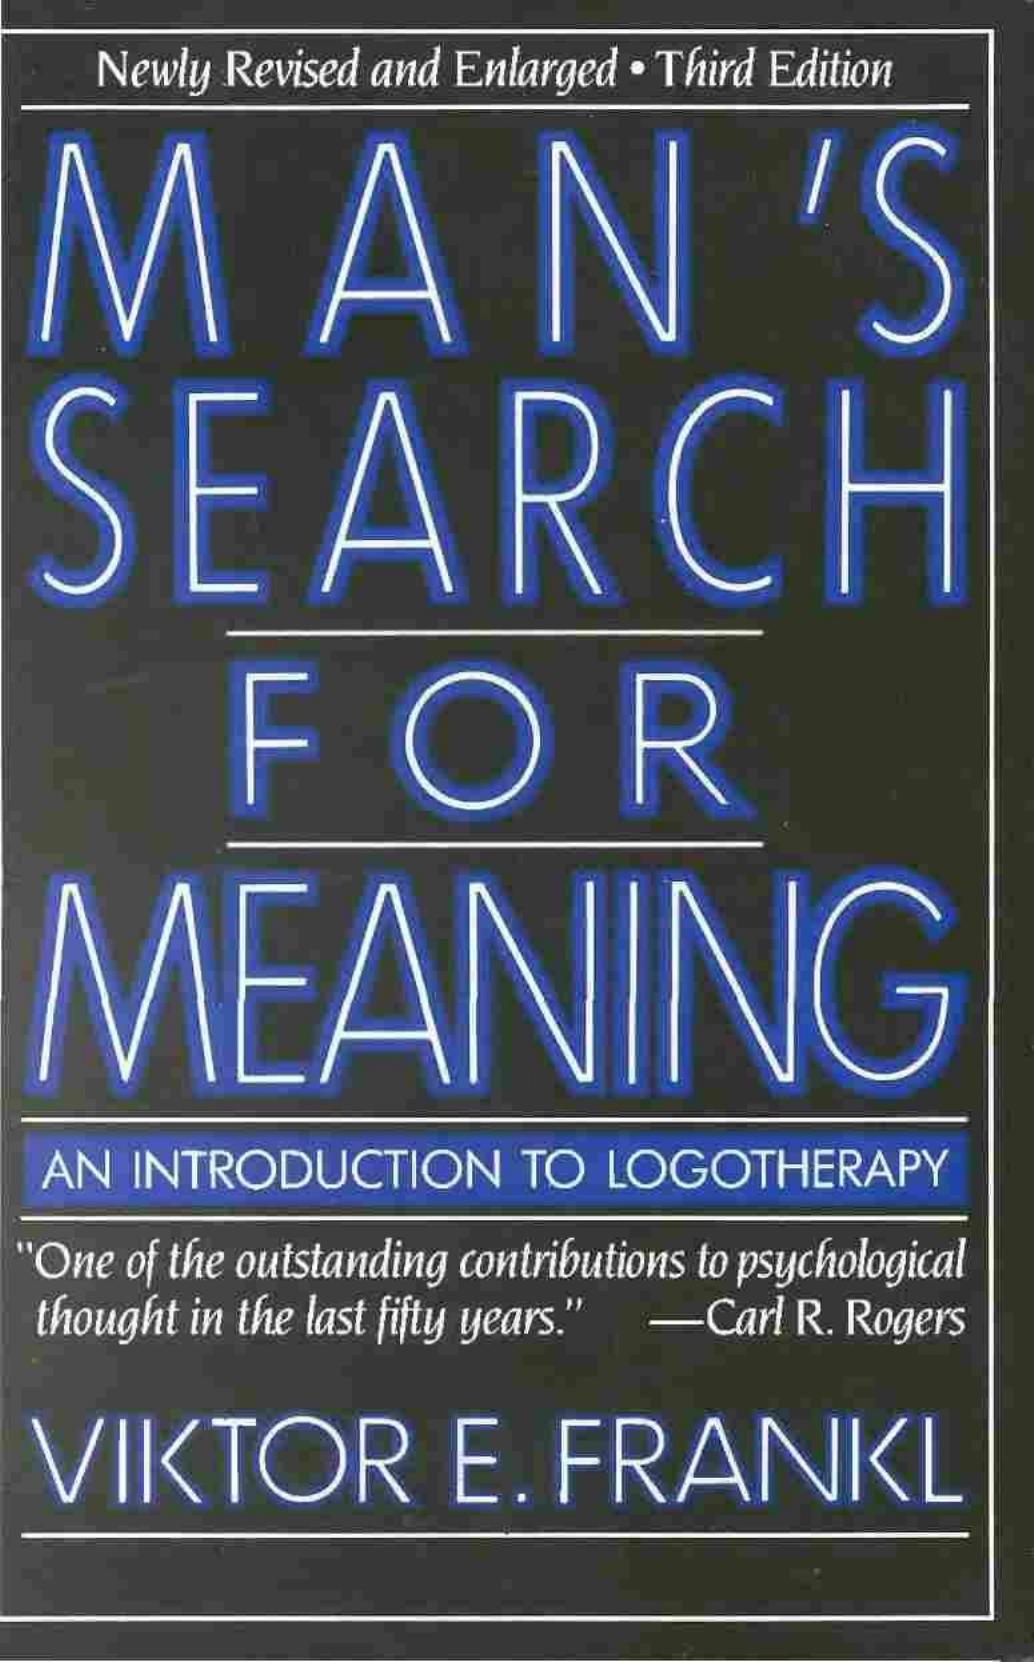 Newly Revised and Enlarged • Third Edition
MAN'S
SEARCH
FOR
MEANING
AN INTRODUCTION TO LOGOTHERAPY
"One of the outstanding contributions to psychological
thought in the last fifty years." —Carl R. Rogers
VIKTOR E. FRANKL